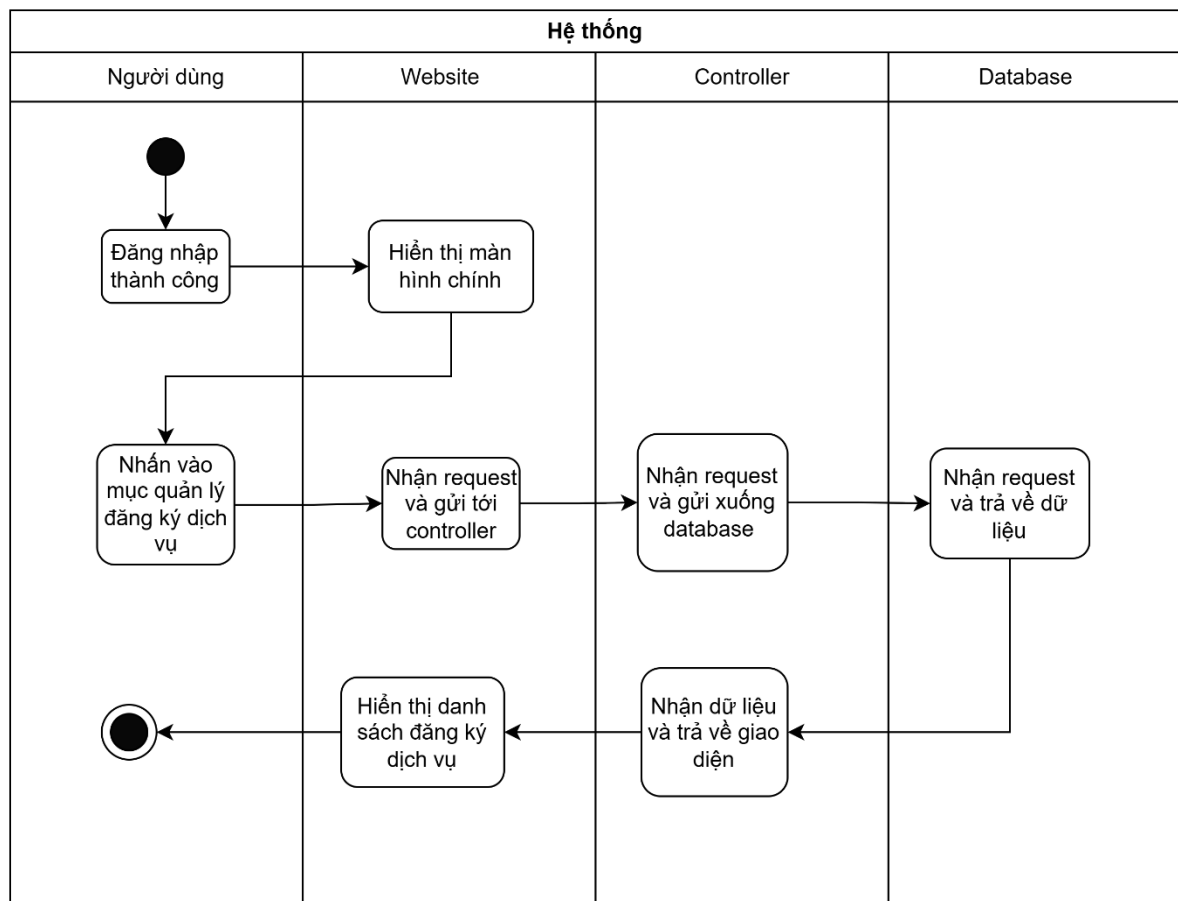 Hệ thống
Người dùng
Website
Controller
Database
Đăng nhập
thành công
Hiển thị màn
hình chính
Nhấn vào
mục quản lý
đăng ký dịch
vụ
Nhận request
và gửi tới
controller
Nhận request
và gửi xuống
database
Nhận request
và trả về dữ
liệu
Hiển thị danh
sách đăng ký
dịch vụ
Nhận dữ liệu
và trả về giao
diện